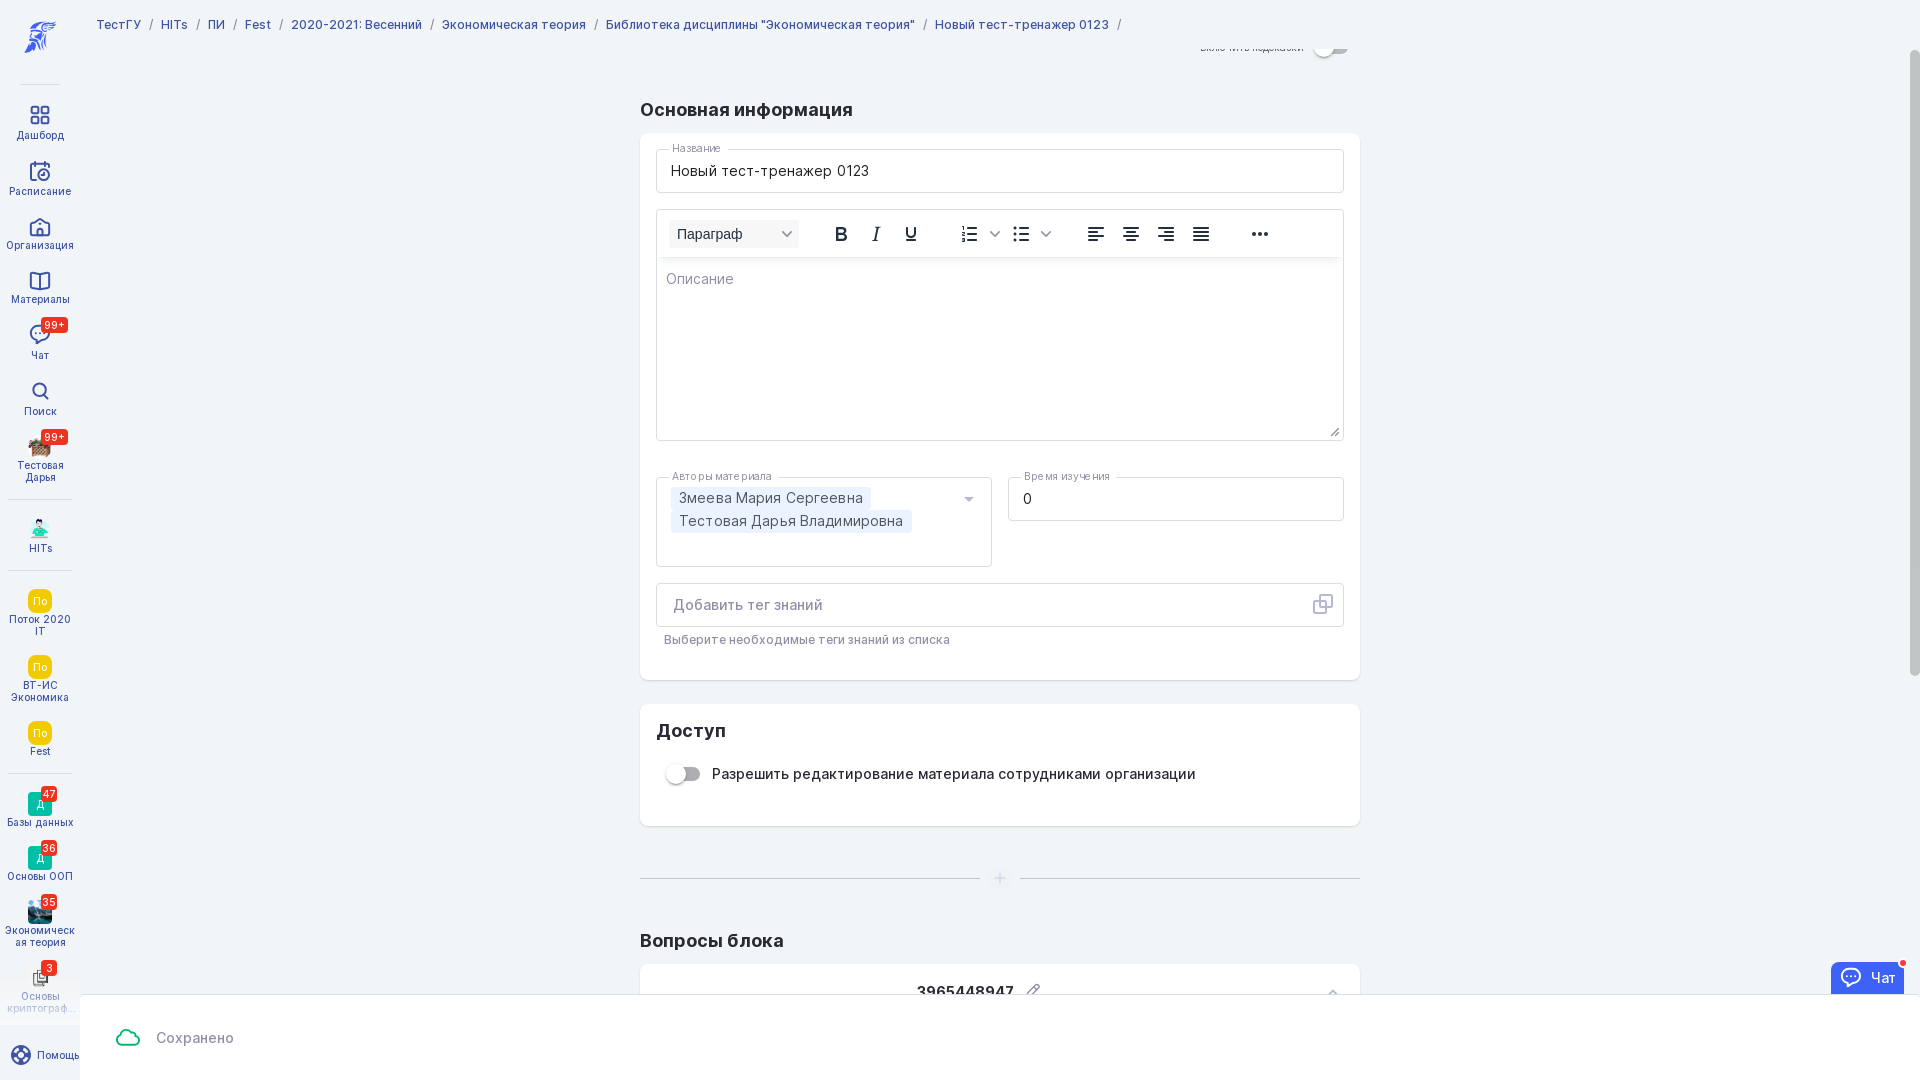 ТестГУ / HITs / ПИ / Fest / 2020-2021: Весенний / Экономическая теория / Библиотека дисциплины "Экономическая теория" / Новый тест-тренажер 0123 /
Включить подсказки
Дашборд
Расписание
Организация
Материалы
99+
Чат
Поиск
99+
Тестовая
Дарья
HITs
По
Поток 2020
IT
По
ВТ-ИС
Экономика
По
Fest
47
Д
Базы данных
36
Д
Основы ООП
35
Экономическ
ая теория
3
Основы
криптограф...
Помощь
Основная информация
Название
Новый тест-тренажер 0123
Параграф
Описание
Авторы материала
Змеева Мария Сергеевна
Тестовая Дарья Владимировна
Время изучения
0
Добавить тег знаний
Выберите необходимые теги знаний из списка
Доступ
Разрешить редактирование материала сотрудниками организации
Вопросы блока
3965448947
Чат
Сохранено